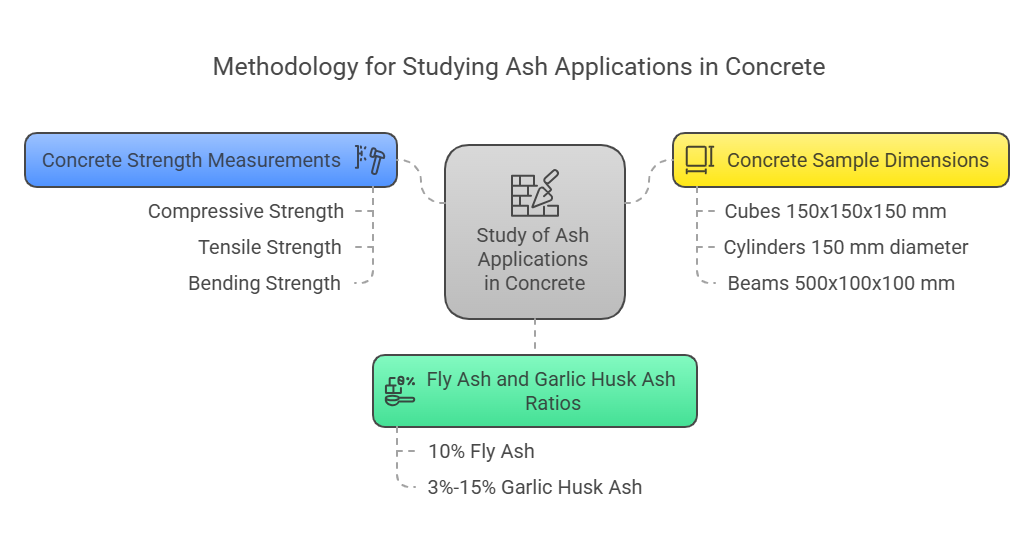 Methodology for Studying Ash Applications in Concrete
Concrete Strength Measurements
Compressive Strength
Tensile Strength
Bending Strength
Study of Ash
Applications
in Concrete
Concrete Sample Dimensions
Cubes 150x150x150 mm
Cylinders 150 mm diameter
Beams 500x100x100 mm
Fly Ash and Garlic Husk Ash
Ratios
10% Fly Ash
3%-15% Garlic Husk Ash